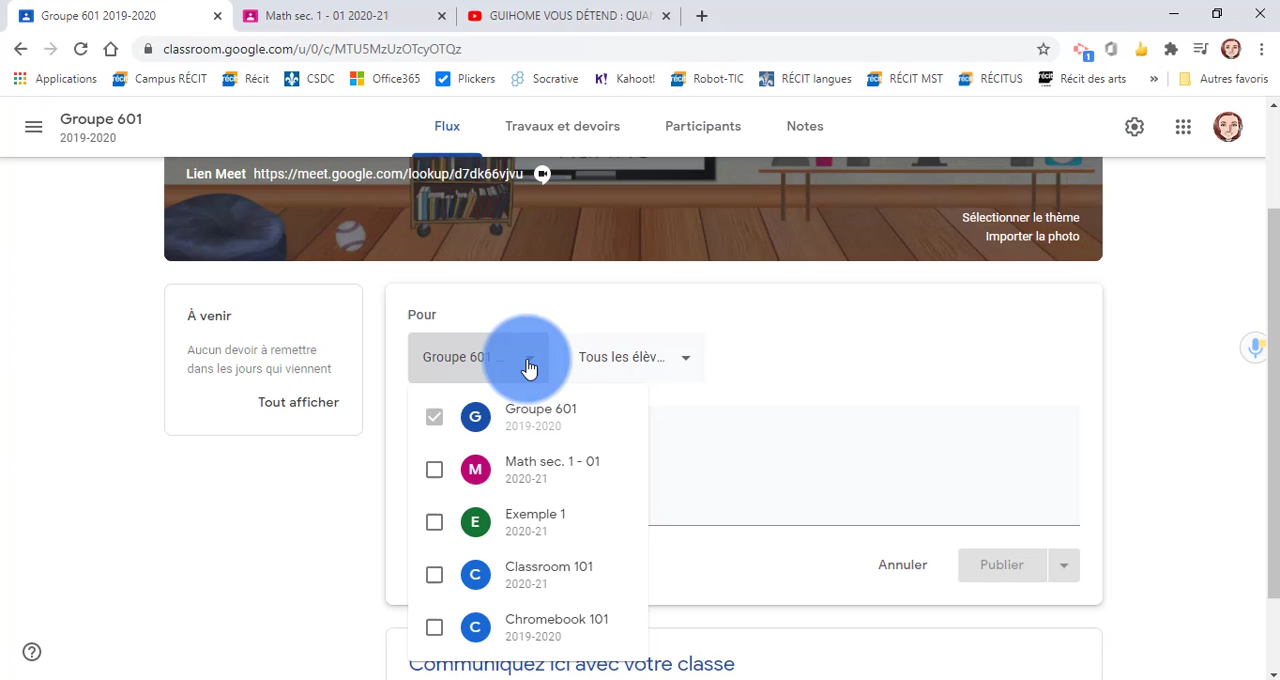 Groupe 601 2019-2020
Math sec. 1 - 01 2020-21
GUIHOME VOUS DÉTEND : QUAN
classroom.google.com/u/0/c/MTU5MzUzOTcyOTQz
1
Applications
Campus RÉCIT
Récit
CSDC
Office365
Plickers
Socrative
K! Kahoot!
Robot-TIC
RÉCIT langues
RÉCIT MST
RÉCITUS
Récit des arts
»
Autres favoris
Groupe 601
2019-2020
Flux
Travaux et devoirs
Participants
Notes
Lien Meet https://meet.google.com/lookup/d7dk66vjvu
Sélectionner le thème
Importer la photo
À venir
Aucun devoir à remettre
dans les jours qui viennent
Tout afficher
Pour
Groupe 601 ...
Tous les élèv...
G Groupe 601
2019-2020
M Math sec. 1 - 01
2020-21
E Exemple 1
2020-21
C Classroom 101
2020-21
C Chromebook 101
2019-2020
Annuler
Publier
Communiquez ici avec votre classe